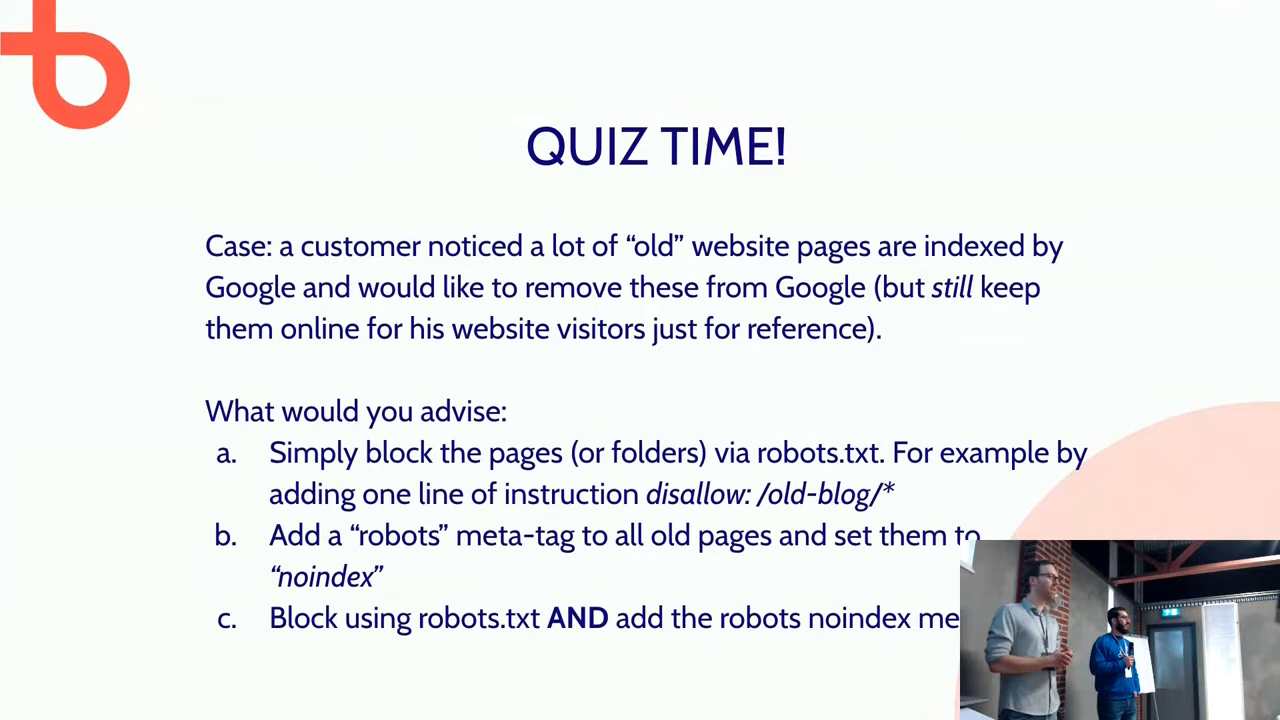 QUIZ TIME!
Case: a customer noticed a lot of “old” website pages are indexed by
Google and would like to remove these from Google (but still keep
them online for his website visitors just for reference).
What would you advise:
a. Simply block the pages (or folders) via robots.txt. For example by
adding one line of instruction disallow: /old-blog/*
b. Add a “robots” meta-tag to all old pages and set them to
“noindex”
c. Block using robots.txt AND add the robots noindex me